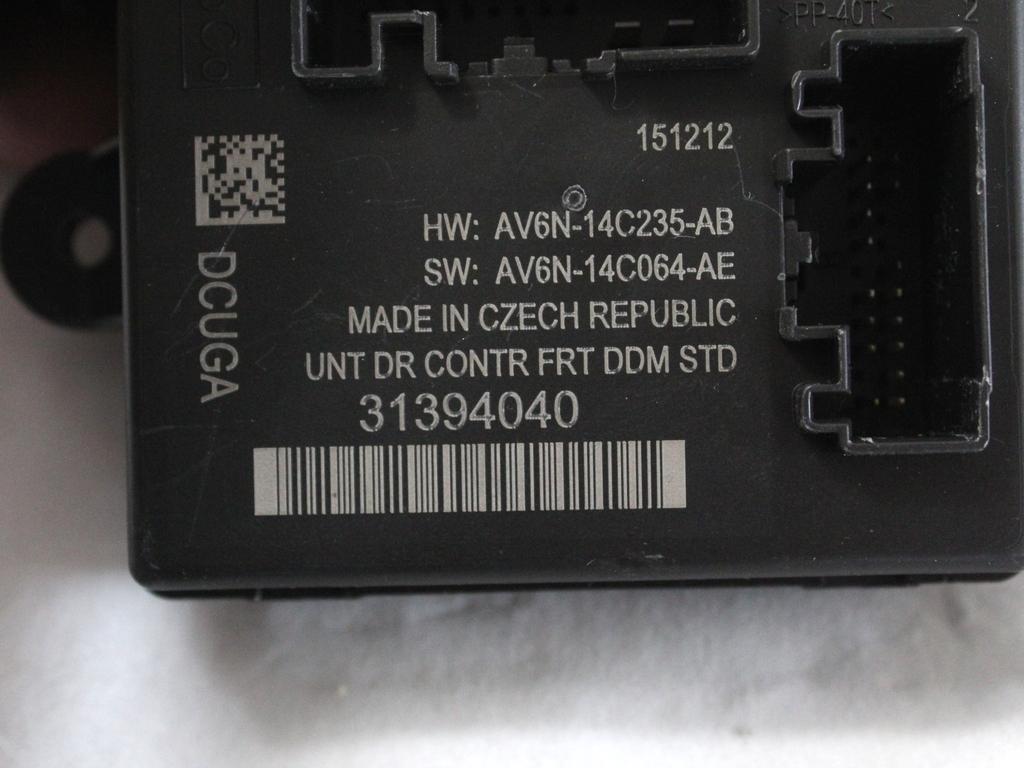 >PP-40T<
2
151212
HW: AV6N-14C235-AB
SW: AV6N-14C064-AE
MADE IN CZECH REPUBLIC
UNT DR CONTR FRT DDM STD
31394040
DCUGA